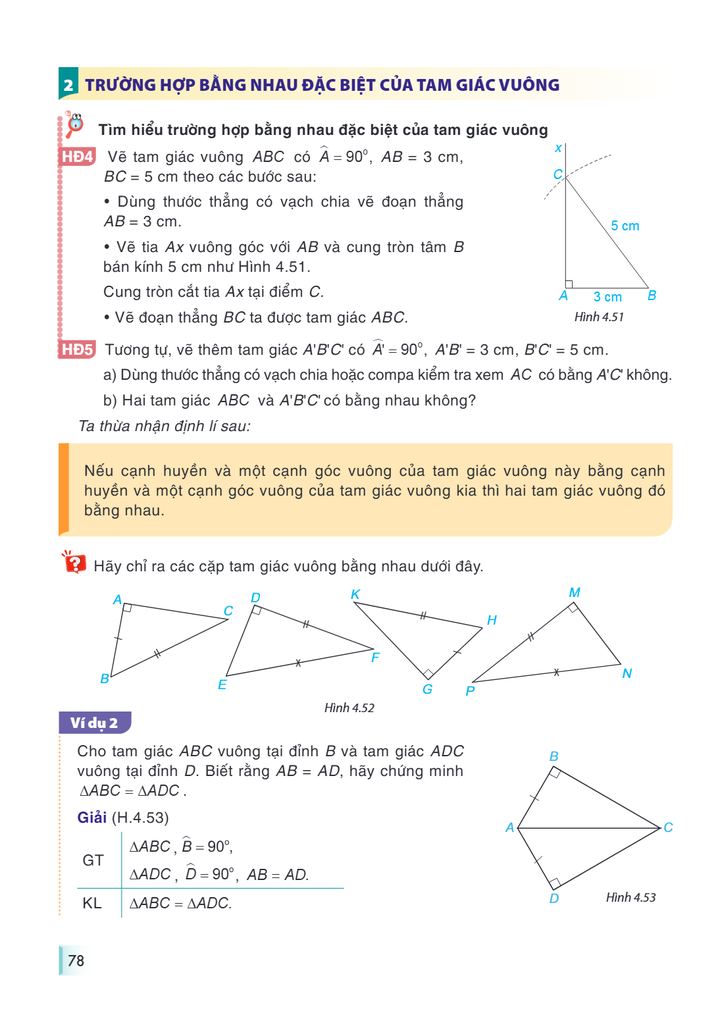 2 TRƯỜNG HỢP BẰNG NHAU ĐẶC BIỆT CỦA TAM GIÁC VUÔNG
Tìm hiểu trường hợp bằng nhau đặc biệt của tam giác vuông
HĐ4 Vẽ tam giác vuông ABC có Â = 90°, AB = 3 cm,
BC = 5 cm theo các bước sau:
• Dùng thước thẳng có vạch chia vẽ đoạn thẳng
AB = 3 cm.
• Vẽ tia Ax vuông góc với AB và cung tròn tâm B
bán kính 5 cm như Hình 4.51.
Cung tròn cắt tia Ax tại điểm C.
• Vẽ đoạn thẳng BC ta được tam giác ABC.
x
C
5 cm
A 3 cm B
Hình 4.51
HĐ5 Tương tự, vẽ thêm tam giác A'B'C' có Â' = 90°, A'B' = 3 cm, B'C' = 5 cm.
a) Dùng thước thẳng có vạch chia hoặc compa kiểm tra xem AC có bằng A'C' không.
b) Hai tam giác ABC và A'B'C' có bằng nhau không?
Ta thừa nhận định lí sau:
Nếu cạnh huyền và một cạnh góc vuông của tam giác vuông này bằng cạnh
huyền và một cạnh góc vuông của tam giác vuông kia thì hai tam giác vuông đó
bằng nhau.
? Hãy chỉ ra các cặp tam giác vuông bằng nhau dưới đây.
A
C
B
D
F
E
K
H
G
M
N
P
Hình 4.52
Ví dụ 2
Cho tam giác ABC vuông tại đỉnh B và tam giác ADC
vuông tại đỉnh D. Biết rằng AB = AD, hãy chứng minh
ΔABC = ΔADC .
Giải (H.4.53)
GT
ΔABC , B̂ = 90°,
ΔADC , D̂ = 90°, AB = AD.
KL ΔABC = ΔADC.
B
A
C
D
Hình 4.53
78